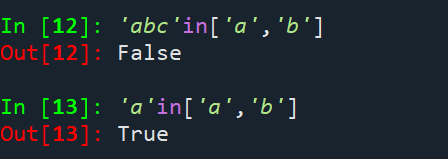 In [12]: 'abc'in['a','b']
Out[12]: False
In [13]: 'a'in['a','b']
Out[13]: True